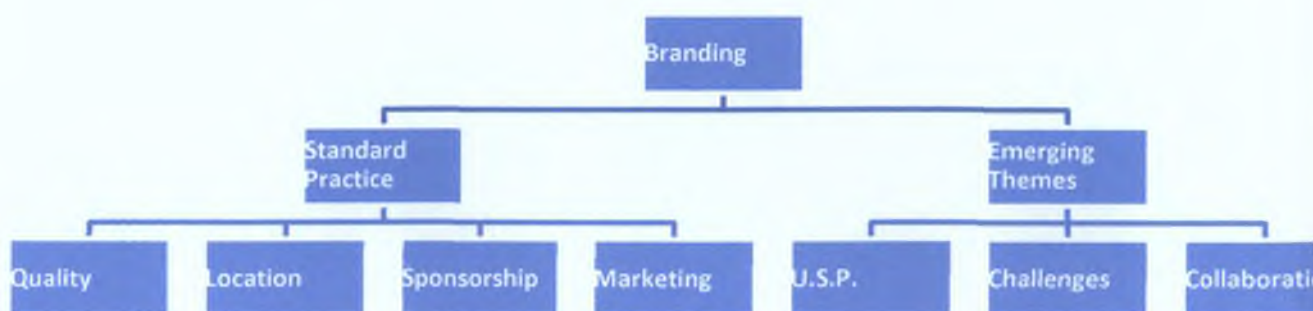 Branding
Standard
Practice
Emerging
Themes
Quality
Location
Sponsorship
Marketing
U.S.P.
Challenges
Collaborati